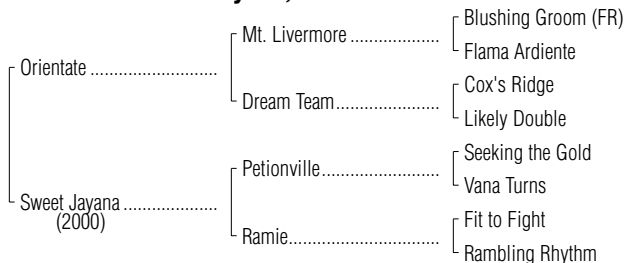 Blushing Groom (FR)
Mt. Livermore ......................
Flama Ardiente
Orientate ...............................
Cox's Ridge
Dream Team.........................
Likely Double
Seeking the Gold
Petionville.............................
Vana Turns
Sweet Jayana .......................
(2000)
Fit to Fight
Ramie.....................................
Rambling Rhythm